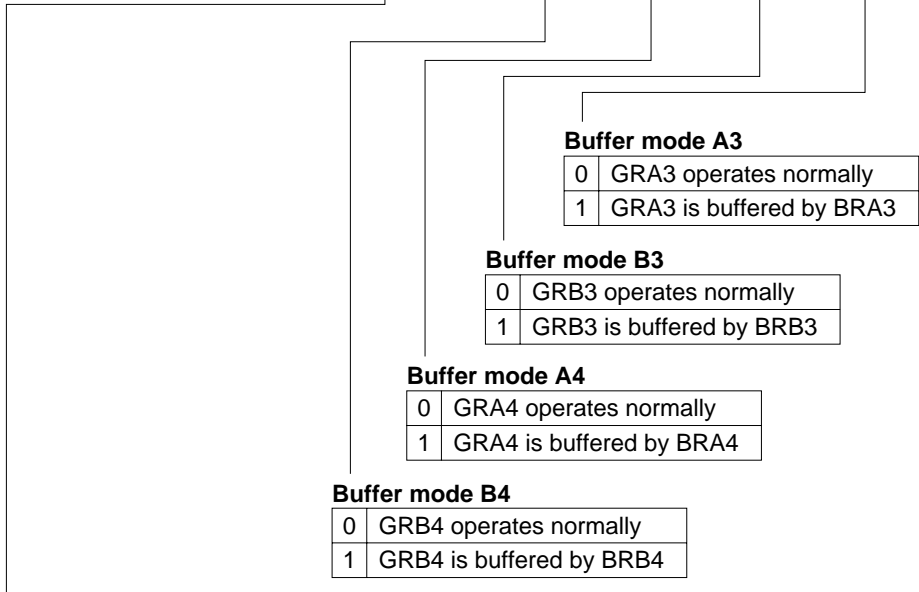 Buffer mode A3
0 GRA3 operates normally
1 GRA3 is buffered by BRA3
Buffer mode B3
0 GRB3 operates normally
1 GRB3 is buffered by BRB3
Buffer mode A4
0 GRA4 operates normally
1 GRA4 is buffered by BRA4
Buffer mode B4
0 GRB4 operates normally
1 GRB4 is buffered by BRB4